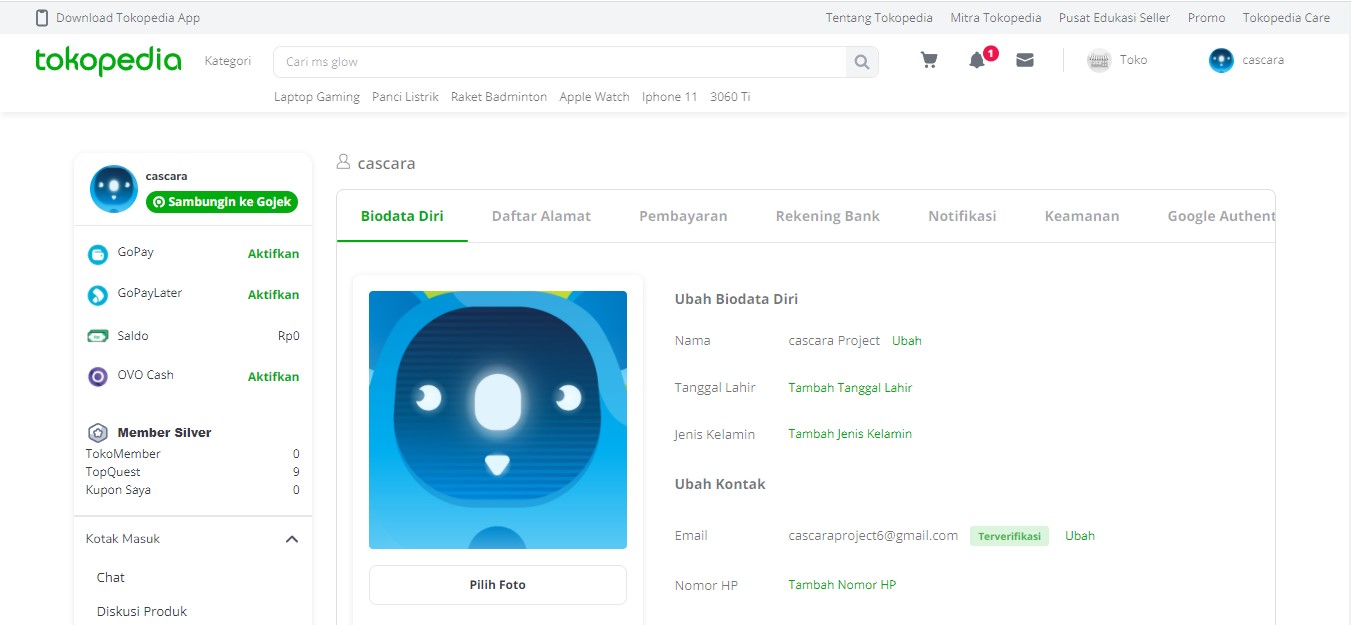 Download Tokopedia App Tentang Tokopedia Mitra Tokopedia Pusat Edukasi Seller Promo Tokopedia Care
tokopedia Kategori Cari ms glow 1 Toko cascara
Laptop Gaming Panci Listrik Raket Badminton Apple Watch Iphone 11 3060 Ti
cascara
Sambungin ke Gojek
GoPay Aktifkan
GoPayLater Aktifkan
Saldo Rp0
OVO Cash Aktifkan
Member Silver
TokoMember 0
TopQuest 9
Kupon Saya 0
Kotak Masuk
Chat
Diskusi Produk
cascara
Biodata Diri Daftar Alamat Pembayaran Rekening Bank Notifikasi Keamanan Google Authent
Pilih Foto
Ubah Biodata Diri
Nama cascara Project Ubah
Tanggal Lahir Tambah Tanggal Lahir
Jenis Kelamin Tambah Jenis Kelamin
Ubah Kontak
Email cascaraproject6@gmail.com Terverifikasi Ubah
Nomor HP Tambah Nomor HP